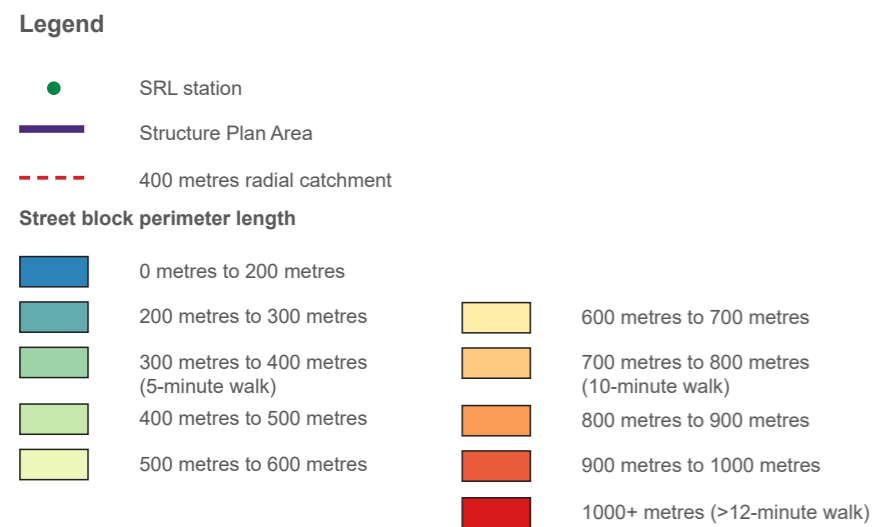 Legend
SRL station
Structure Plan Area
400 metres radial catchment
Street block perimeter length
0 metres to 200 metres
200 metres to 300 metres
300 metres to 400 metres
(5-minute walk)
400 metres to 500 metres
500 metres to 600 metres
600 metres to 700 metres
700 metres to 800 metres
(10-minute walk)
800 metres to 900 metres
900 metres to 1000 metres
1000+ metres (>12-minute walk)